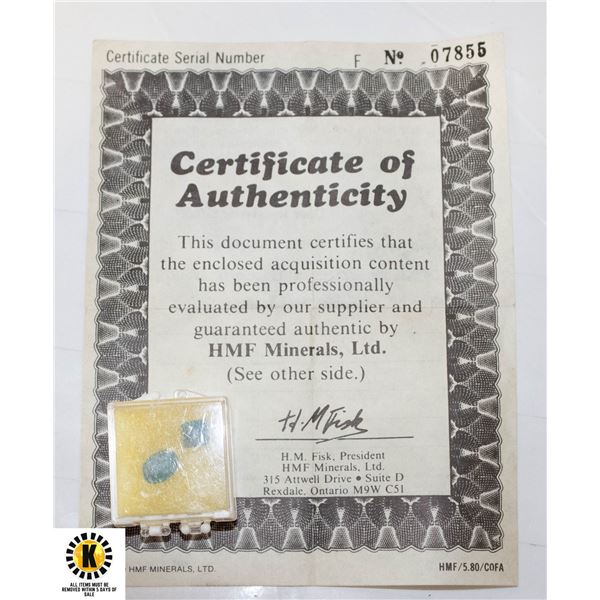 Certificate Serial Number F Nº 07855
Certificate of
Authenticity
This document certifies that
the enclosed acquisition content
has been professionally
evaluated by our supplier and
guaranteed authentic by
HMF Minerals, Ltd.
(See other side.)
H.M Fisk
H.M. Fisk, President
HMF Minerals, Ltd.
315 Attwell Drive • Suite D
Rexdale, Ontario M9W C51
HMF MINERALS, LTD.
HMF/5.80/COFA
K
ALL ITEMS MUST BE
REMOVED WITHIN 5 DAYS OF
SALE